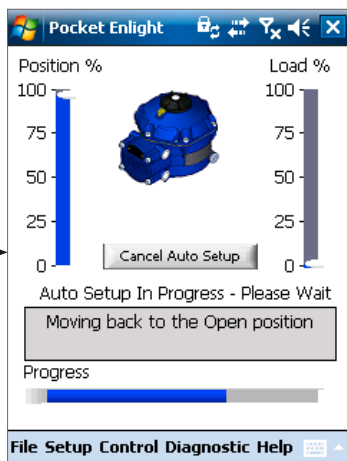 Pocket Enlight
Position %
Load %
100
100
75
75
50
50
25
25
0
0
Cancel Auto Setup
Auto Setup In Progress - Please Wait
Moving back to the Open position
Progress
File Setup Control Diagnostic Help